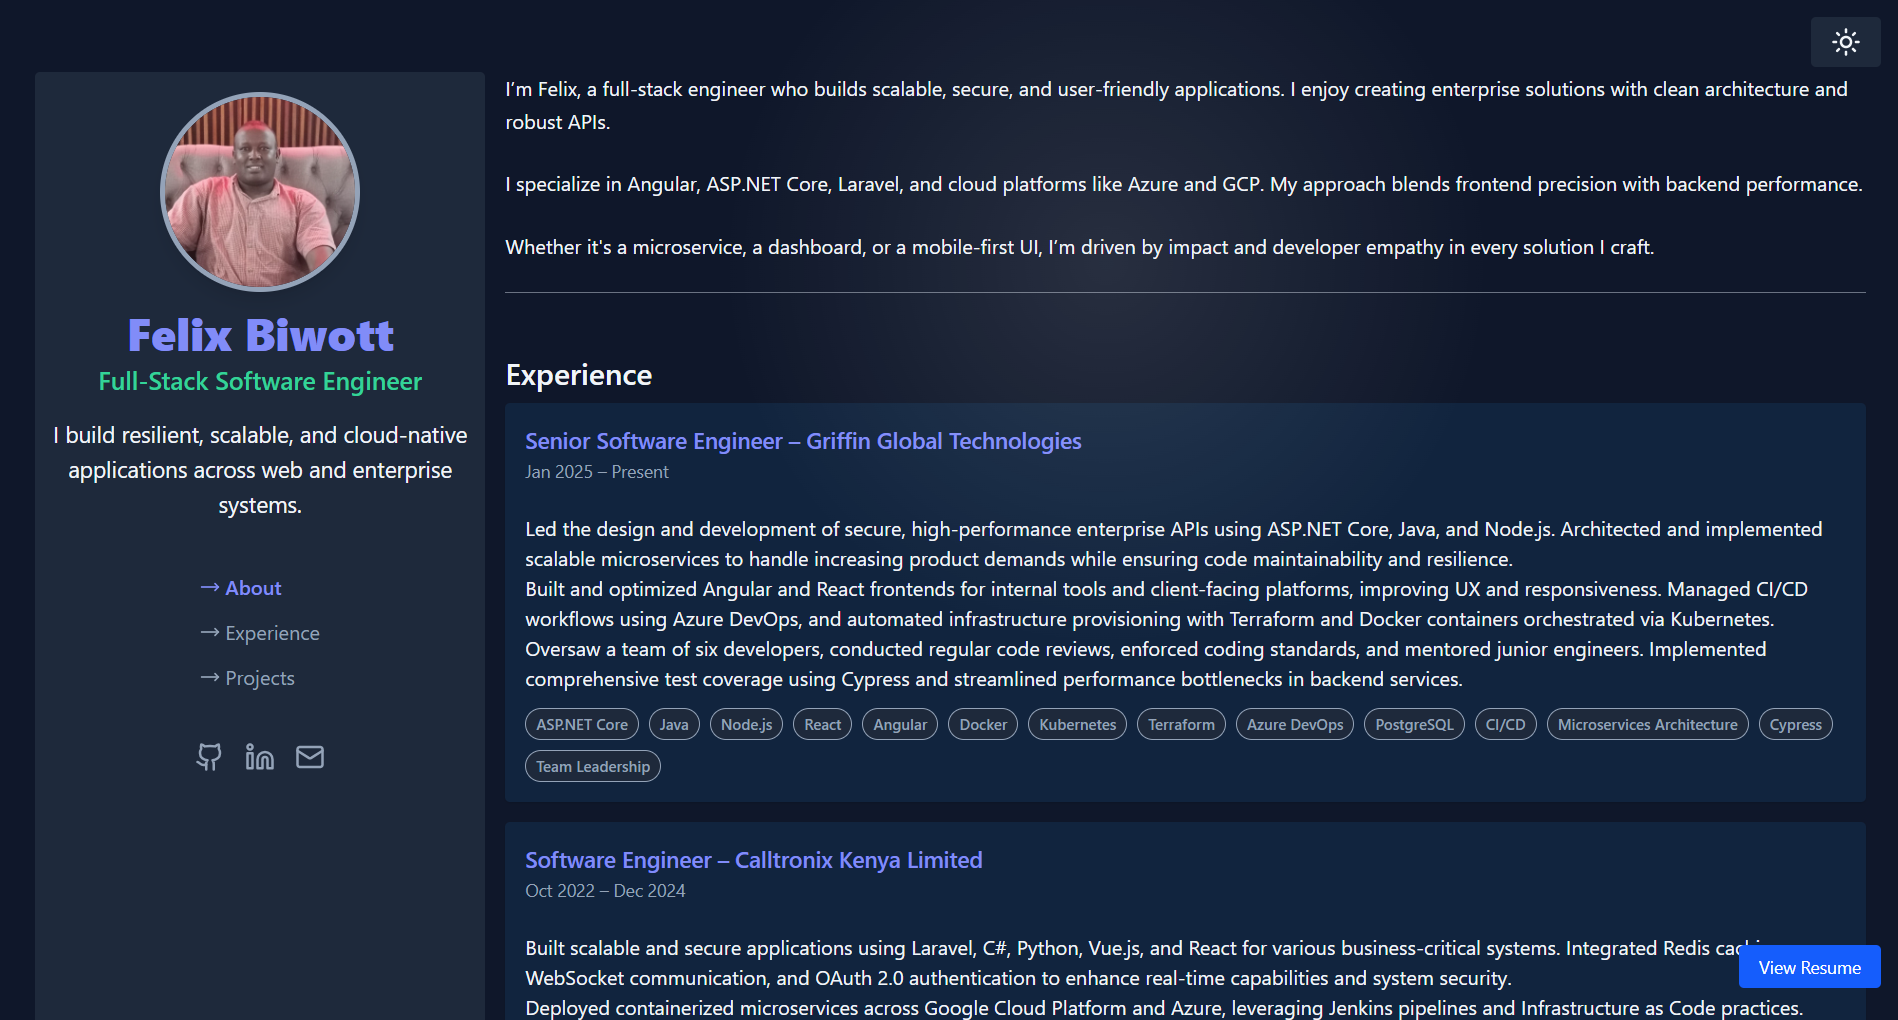 Felix Biwott
Full-Stack Software Engineer
I build resilient, scalable, and cloud-native
applications across web and enterprise
systems.
→ About
→ Experience
→ Projects
I’m Felix, a full-stack engineer who builds scalable, secure, and user-friendly applications. I enjoy creating enterprise solutions with clean architecture and
robust APIs.
I specialize in Angular, ASP.NET Core, Laravel, and cloud platforms like Azure and GCP. My approach blends frontend precision with backend performance.
Whether it's a microservice, a dashboard, or a mobile-first UI, I’m driven by impact and developer empathy in every solution I craft.
Experience
Senior Software Engineer – Griffin Global Technologies
Jan 2025 – Present
Led the design and development of secure, high-performance enterprise APIs using ASP.NET Core, Java, and Node.js. Architected and implemented
scalable microservices to handle increasing product demands while ensuring code maintainability and resilience.
Built and optimized Angular and React frontends for internal tools and client-facing platforms, improving UX and responsiveness. Managed CI/CD
workflows using Azure DevOps, and automated infrastructure provisioning with Terraform and Docker containers orchestrated via Kubernetes.
Oversaw a team of six developers, conducted regular code reviews, enforced coding standards, and mentored junior engineers. Implemented
comprehensive test coverage using Cypress and streamlined performance bottlenecks in backend services.
ASP.NET Core Java Node.js React Angular Docker Kubernetes Terraform Azure DevOps PostgreSQL CI/CD Microservices Architecture Cypress
Team Leadership
Software Engineer – Calltronix Kenya Limited
Oct 2022 – Dec 2024
Built scalable and secure applications using Laravel, C#, Python, Vue.js, and React for various business-critical systems. Integrated Redis
WebSocket communication, and OAuth 2.0 authentication to enhance real-time capabilities and system security.
Deployed containerized microservices across Google Cloud Platform and Azure, leveraging Jenkins pipelines and Infrastructure as Code practices.
View Resume